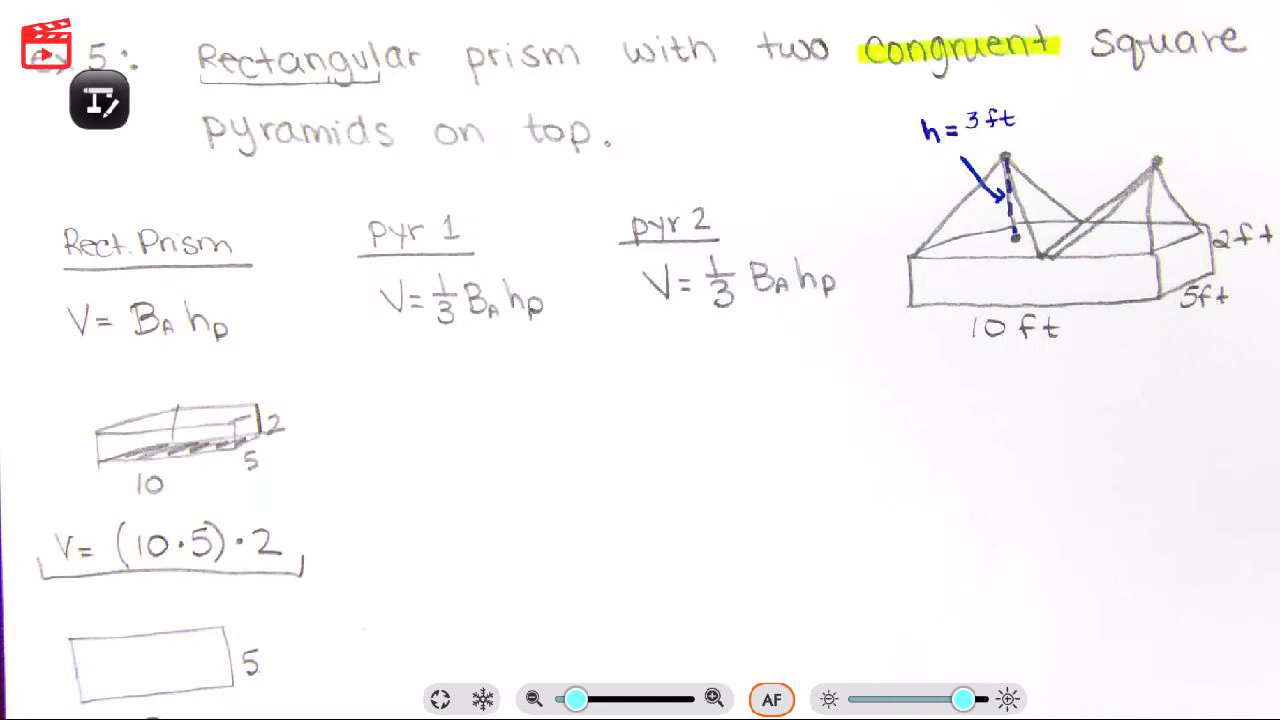 ex 5: Rectangular prism with two congruent square
pyramids on top.
h = 3 ft
2 ft
5ft
10 ft
Rect. Prism
V = BA hp
pyr 1
V = 1/3 BA hp
pyr 2
V = 1/3 BA hp
2
5
10
V = (10 · 5) · 2
5
AF